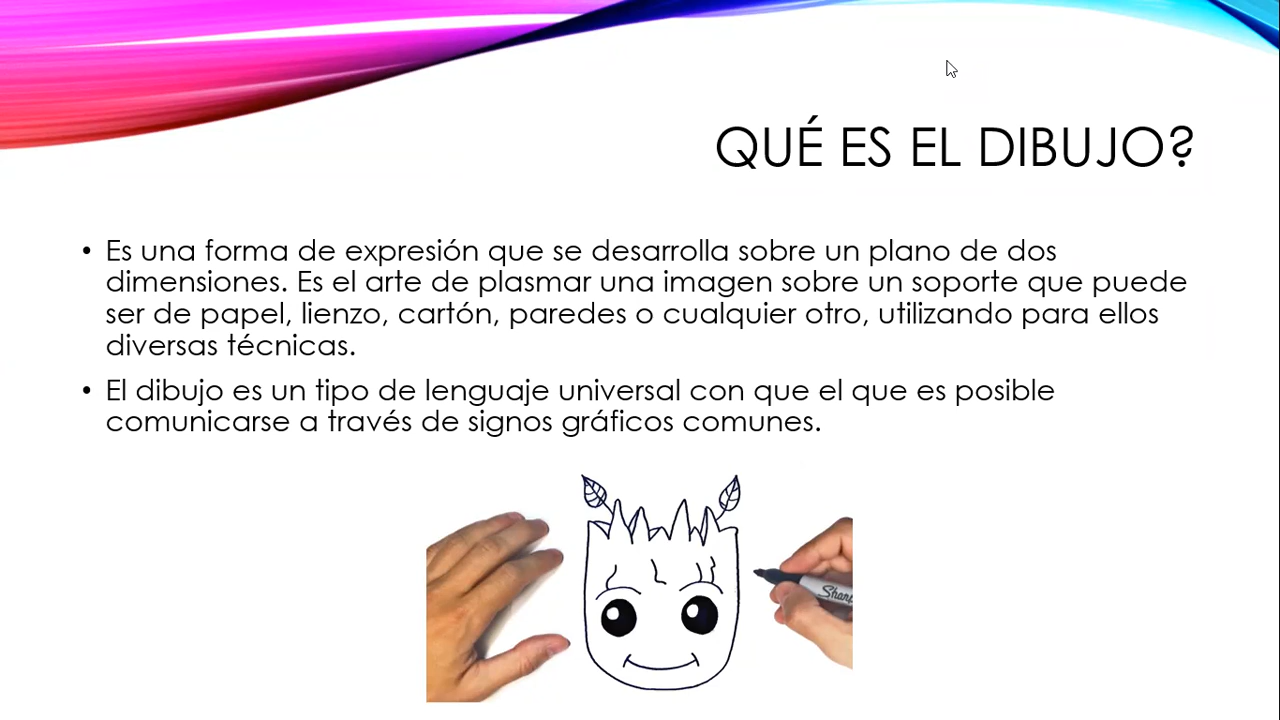 QUÉ ES EL DIBUJO?
• Es una forma de expresión que se desarrolla sobre un plano de dos
dimensiones. Es el arte de plasmar una imagen sobre un soporte que puede
ser de papel, lienzo, cartón, paredes o cualquier otro, utilizando para ellos
diversas técnicas.
• El dibujo es un tipo de lenguaje universal con que el que es posible
comunicarse a través de signos gráficos comunes.